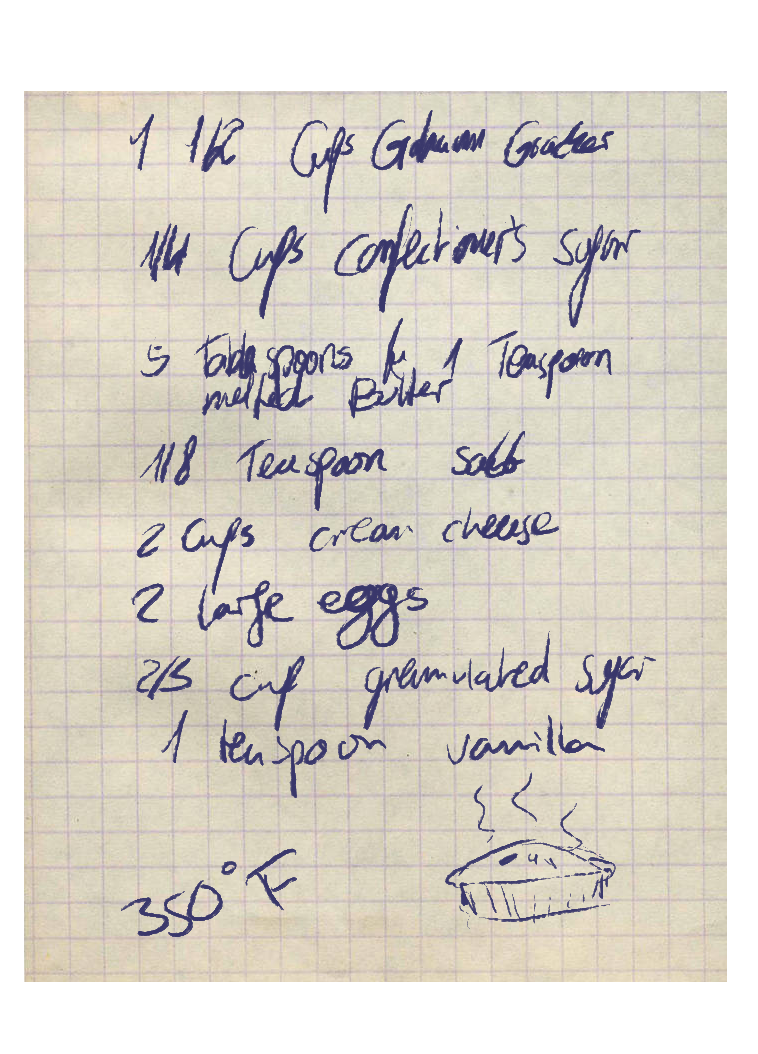 1 1/2 Cups Graham Cracker
1/4 Cups confectioner's sugar
5 Tablespoons 1 Teaspoon
melted Butter
1/8 Teaspoon salt
2 Cups cream cheese
2 large eggs
2/3 cup granulated sugar
1 teaspoon vanilla
350°F